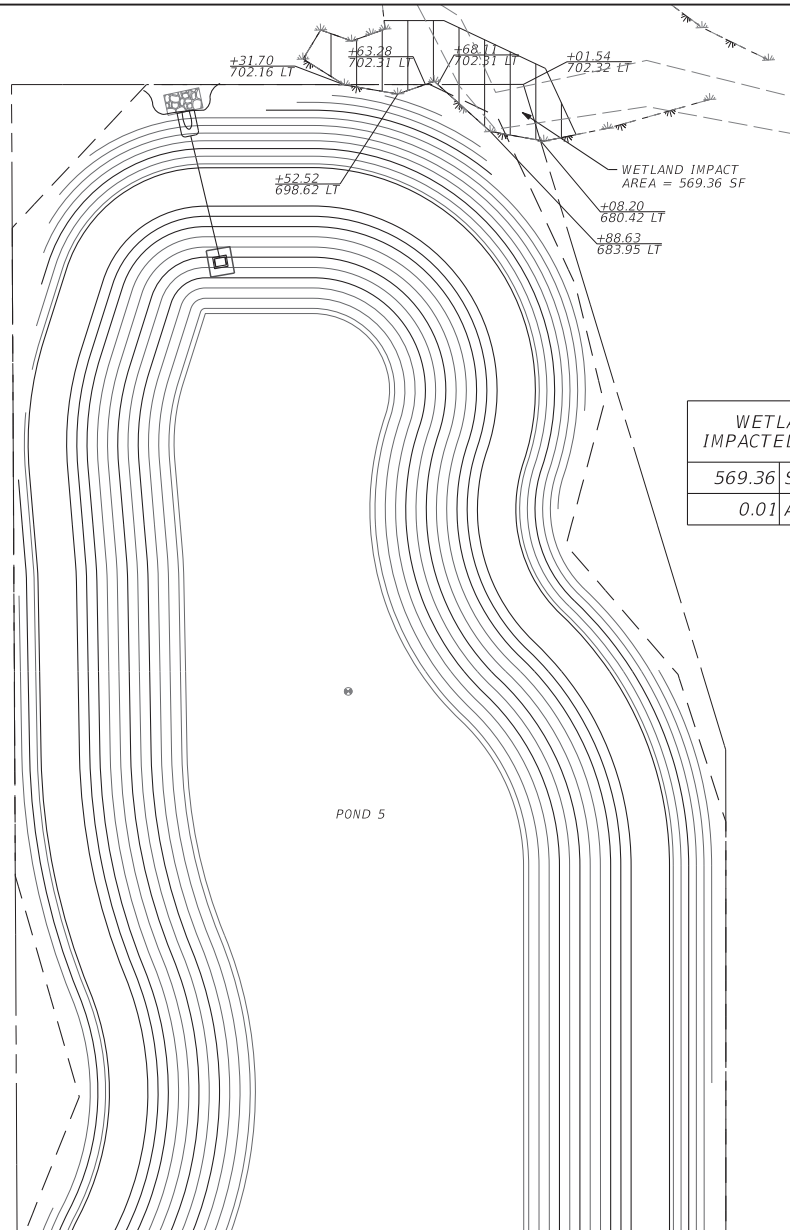 +31.70
702.16 LT
+63.28
702.31 LT
+68.11
702.31 LT
+01.54
702.32 LT
+52.52
698.62 LT
WETLAND IMPACT
AREA = 569.36 SF
+08.20
680.42 LT
+88.63
683.95 LT
IMPACTE
569.36 S
0.01 A
POND 5